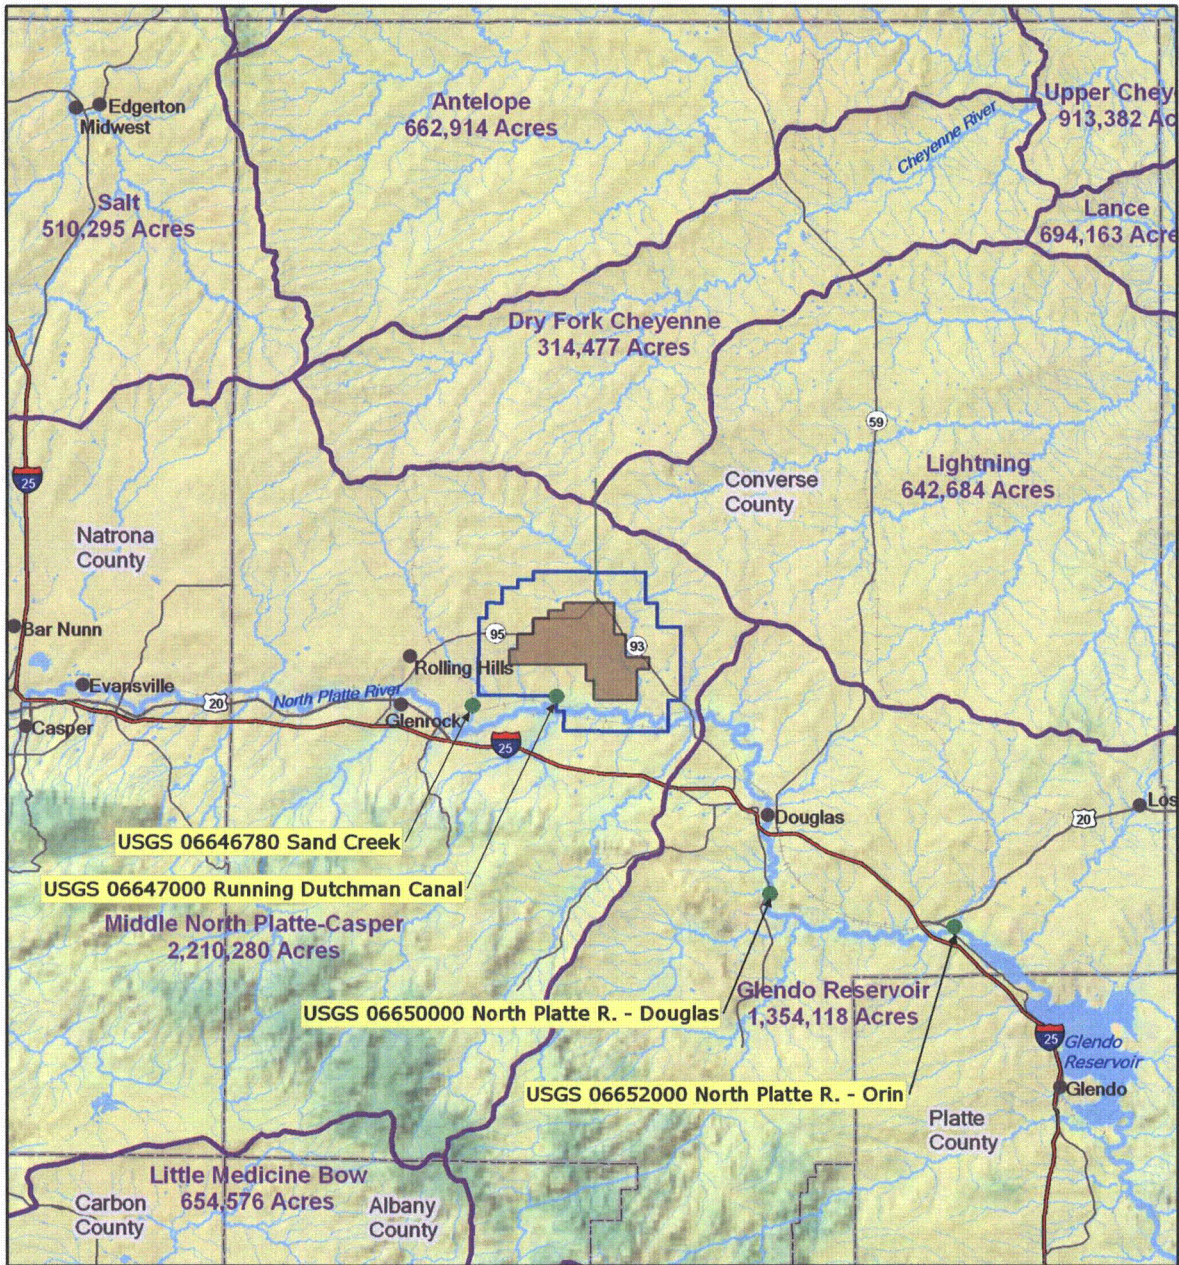 Edgerton
Midwest
Antelope
662,914 Acres
Upper Chey
913,382 Ac
Cheyenne River
Salt
510,295 Acres
Lance
694,163 Acre
Dry Fork Cheyenne
314,477 Acres
59
Lightning
642,684 Acres
Converse
County
25
Natrona
County
Bar Nunn
95
93
Rolling Hills
Evansville
20
North Platte River
Glenrock
Casper
25
Los
20
Douglas
USGS 06646780 Sand Creek
USGS 06647000 Running Dutchman Canal
Middle North Platte-Casper
2,210,280 Acres
Glendo Reservoir
1,354,118 Acres
USGS 06650000 North Platte R. - Douglas
25
Glendo
Reservoir
Glendo
USGS 06652000 North Platte R. - Orin
Platte
County
Little Medicine Bow
654,576 Acres
Carbon
County
Albany
County